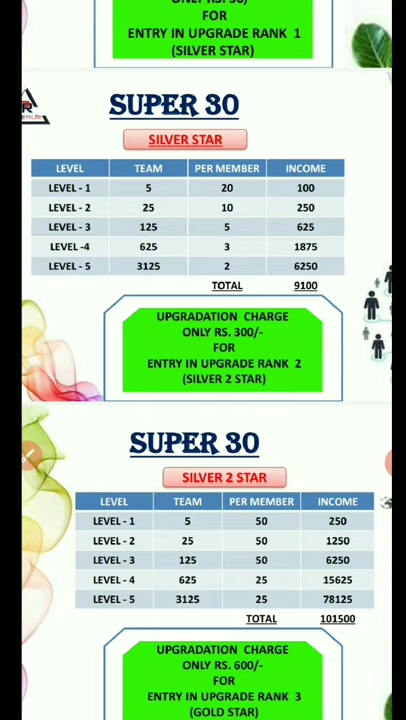 FOR
ENTRY IN UPGRADE RANK 1
(SILVER STAR)
SUPER 30
SILVER STAR
LEVEL TEAM PER MEMBER INCOME
LEVEL - 1 5 20 100
LEVEL - 2 25 10 250
LEVEL - 3 125 5 625
LEVEL -4 625 3 1875
LEVEL - 5 3125 2 6250
TOTAL 9100
UPGRADATION CHARGE
ONLY RS. 300/-
FOR
ENTRY IN UPGRADE RANK 2
(SILVER 2 STAR)
SUPER 30
SILVER 2 STAR
LEVEL TEAM PER MEMBER INCOME
LEVEL - 1 5 50 250
LEVEL - 2 25 50 1250
LEVEL - 3 125 50 6250
LEVEL - 4 625 25 15625
LEVEL - 5 3125 25 78125
TOTAL 101500
UPGRADATION CHARGE
ONLY RS. 600/-
FOR
ENTRY IN UPGRADE RANK 3
(GOLD STAR)